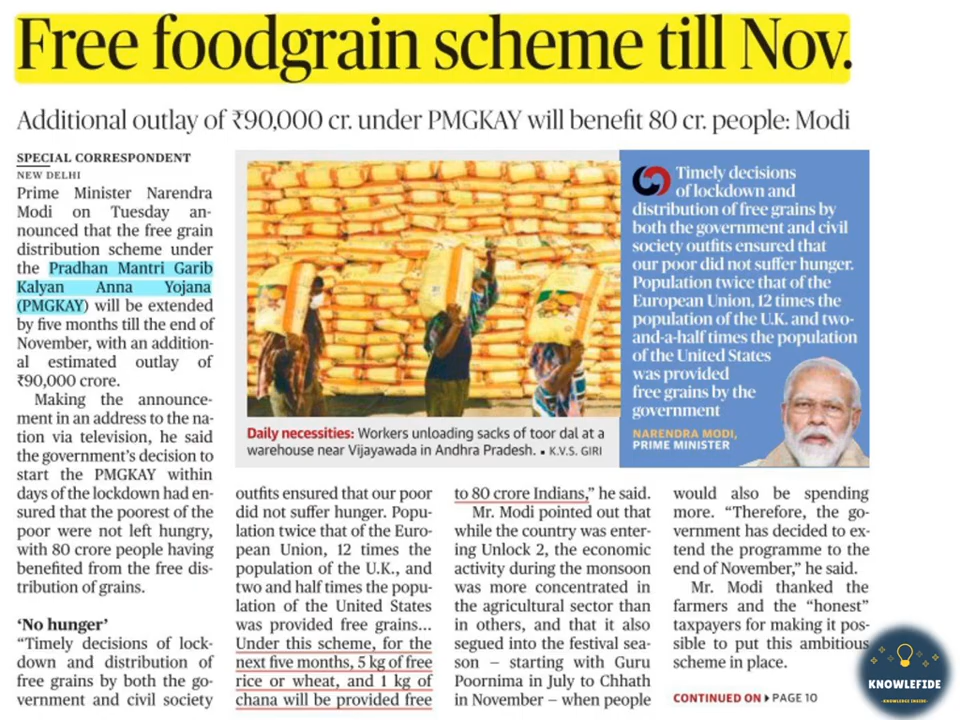 Free foodgrain scheme till Nov.
Additional outlay of ₹90,000 cr. under PMGKAY will benefit 80 cr. people: Modi
SPECIAL CORRESPONDENT
NEW DELHI
Prime Minister Narendra
Modi on Tuesday an-
nounced that the free grain
distribution scheme under
the Pradhan Mantri Garib
Kalyan Anna Yojana
(PMGKAY) will be extended
by five months till the end of
November, with an addition-
al estimated outlay of
₹90,000 crore.
Making the announce-
ment in an address to the na-
tion via television, he said
the government's decision to
start the PMGKAY within
days of the lockdown had en-
sured that the poorest of the
poor were not left hungry,
with 80 crore people having
benefited from the free dis-
tribution of grains.
'No hunger'
"Timely decisions of lock-
down and distribution of
free grains by both the go-
vernment and civil society
Daily necessities: Workers unloading sacks of toor dal at a
warehouse near Vijayawada in Andhra Pradesh. ▪ K.V.S. GIRI
Timely decisions
of lockdown and
distribution of free grains by
both the government and civil
society outfits ensured that
our poor did not suffer hunger.
Population twice that of the
European Union, 12 times the
population of the U.K. and two-
and-a-half times the population
of the United States
was provided
free grains by the
government
NARENDRA MODI,
PRIME MINISTER
outfits ensured that our poor
did not suffer hunger. Popu-
lation twice that of the Euro-
pean Union, 12 times the
population of the U.K., and
two and half times the popu-
lation of the United States
was provided free grains...
Under this scheme, for the
next five months, 5 kg of free
rice or wheat, and 1 kg of
chana will be provided free
to 80 crore Indians," he said.
Mr. Modi pointed out that
while the country was enter-
ing Unlock 2, the economic
activity during the monsoon
was more concentrated in
the agricultural sector than
in others, and that it also
segued into the festival sea-
son – starting with Guru
Poornima in July to Chhath
in November – when people
would also be spending
more. "Therefore, the go-
vernment has decided to ex-
tend the programme to the
end of November," he said.
Mr. Modi thanked the
farmers and the "honest"
taxpayers for making it pos-
sible to put this ambitious
scheme in place.
CONTINUED ON PAGE 10
KNOWLEFIDE
KNOWLEDGE INSIDE